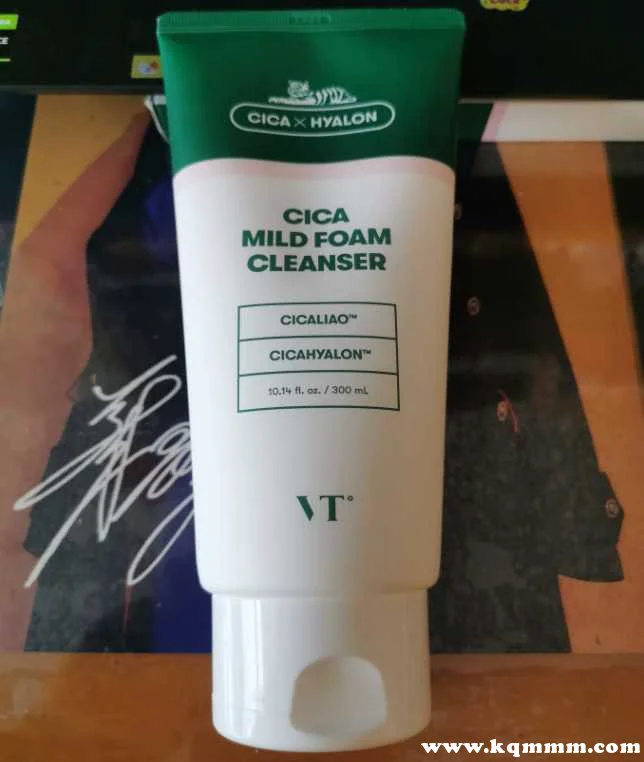 CICA × HYALON
CICA
MILD FOAM
CLEANSER
CICALIAO™
CICAHYALON™
10.14 fl. oz. / 300 mL
VT°
www.kqmmm.com